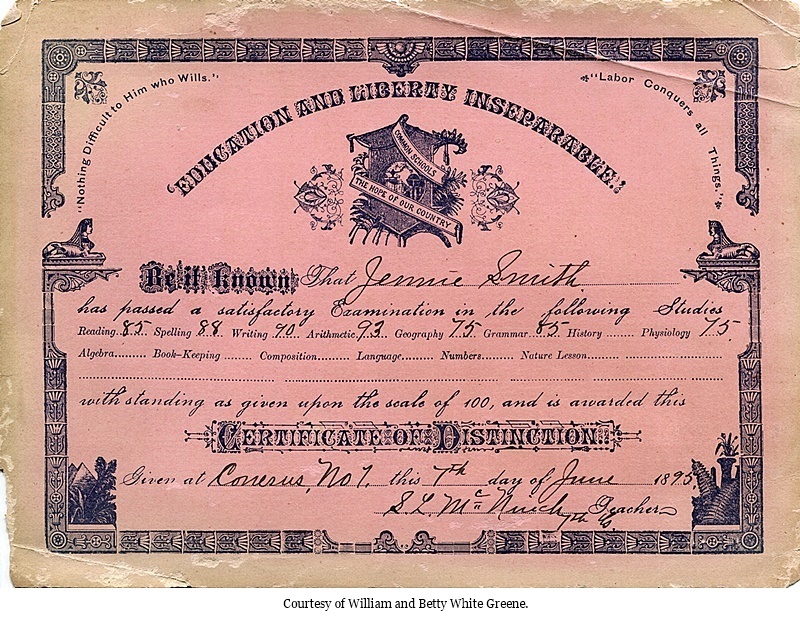 "Nothing Difficult to Him who Wills."
"Labor Conquers all Things."
"EDUCATION AND LIBERTY INSEPARABLE."
COMMON SCHOOLS
THE HOPE OF OUR COUNTRY
Be it Known That Jennie Smith
has passed a satisfactory Examination in the following Studies
Reading 85 Spelling 88 Writing 90 Arithmetic 93 Geography 75 Grammar 85 History ....... Physiology 75
Algebra......... Book-Keeping ....... Composition......... Language....... Numbers......... Nature Lesson.........
with standing as given upon the scale of 100, and is awarded this
CERTIFICATE OF DISTINCTION
Given at Conerus, No 7. this 7th day of June 1895
S. L. Teacher
Courtesy of William and Betty White Greene.